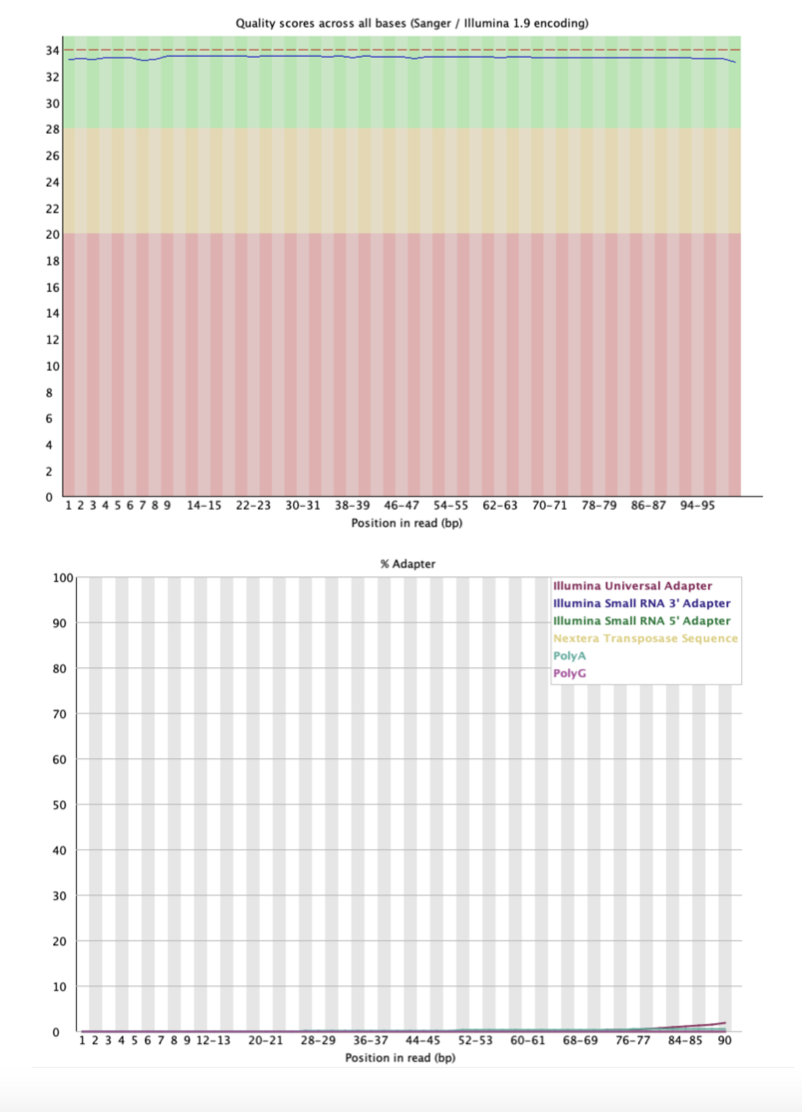 Quality scores across all bases (Sanger / Illumina 1.9 encoding)
34
32
30
28
26
24
22
20
18
16
14
12
10
8
6
4
2
0
1 2 3 4 5 6 7 8 9 14-15 22-23 30-31 38-39 46-47 54-55 62-63 70-71 78-79 86-87 94-95
Position in read (bp)
% Adapter
100
Illumina Universal Adapter
Illumina Small RNA 3' Adapter
Illumina Small RNA 5' Adapter
Nextera Transposase Sequence
PolyA
PolyG
90
80
70
60
50
40
30
20
10
0
1 2 3 4 5 6 7 8 9 12-13 20-21 28-29 36-37 44-45 52-53 60-61 68-69 76-77 84-85 90
Position in read (bp)